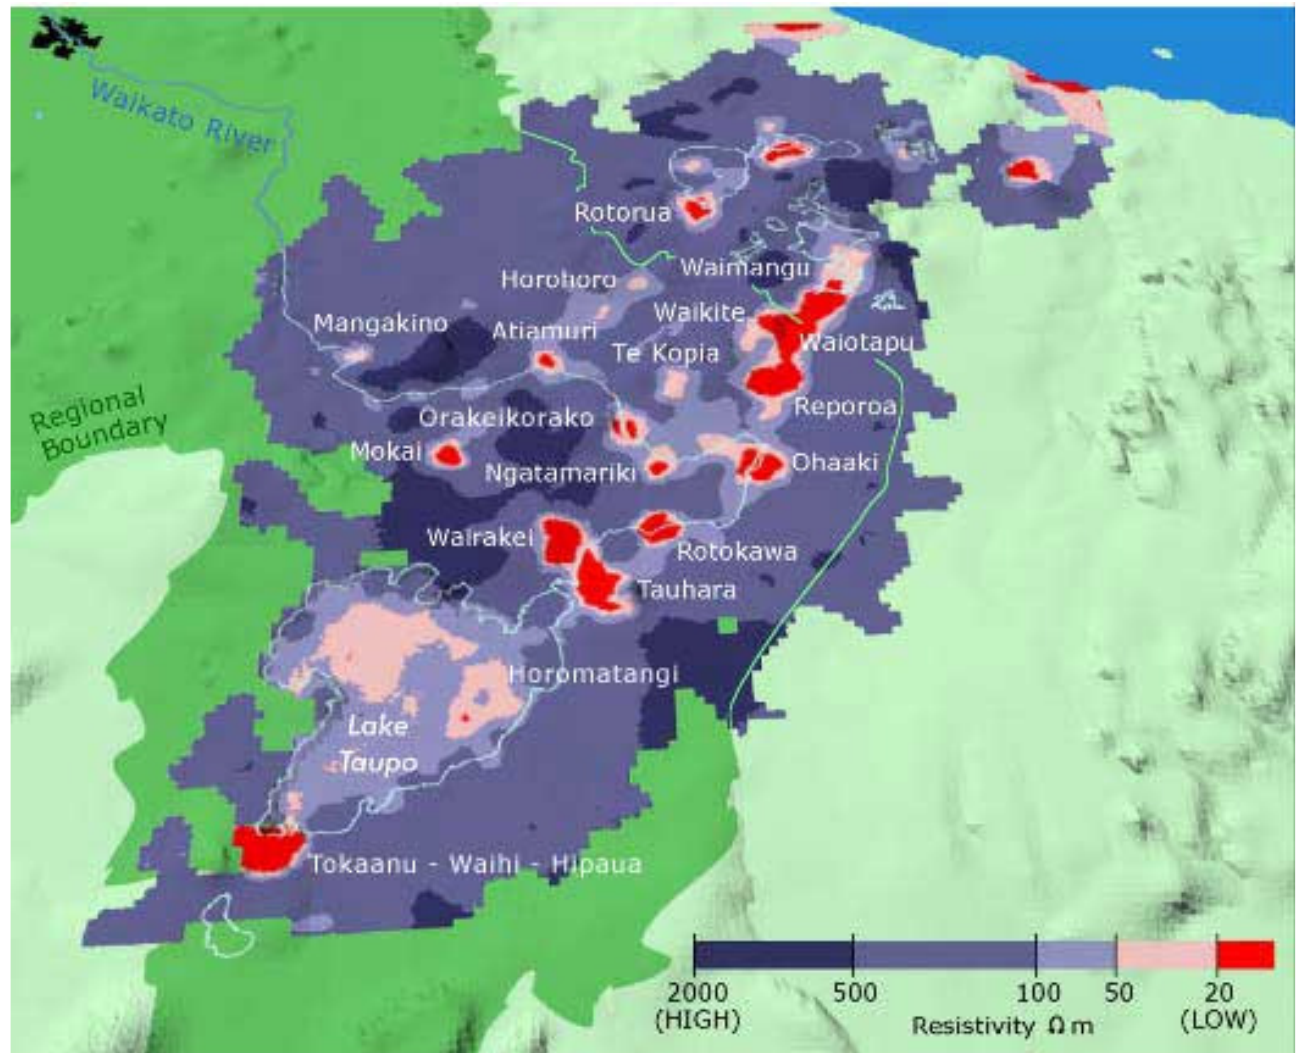 Waikato River
Rotorua
Waimangu
Horohoro
Waikite
Mangakino
Atiamuri
Waiotapu
Te Kopia
Regional
Boundary
Orakeikorako
Reporoa
Mokai
Ngatamariki
Ohaaki
Wairakei
Rotokawa
Tauhara
Horomatangi
Lake
Taupo
Tokaanu - Waihi - Hipaua
2000 500 100 50 20
(HIGH) Resistivity Ω m (LOW)